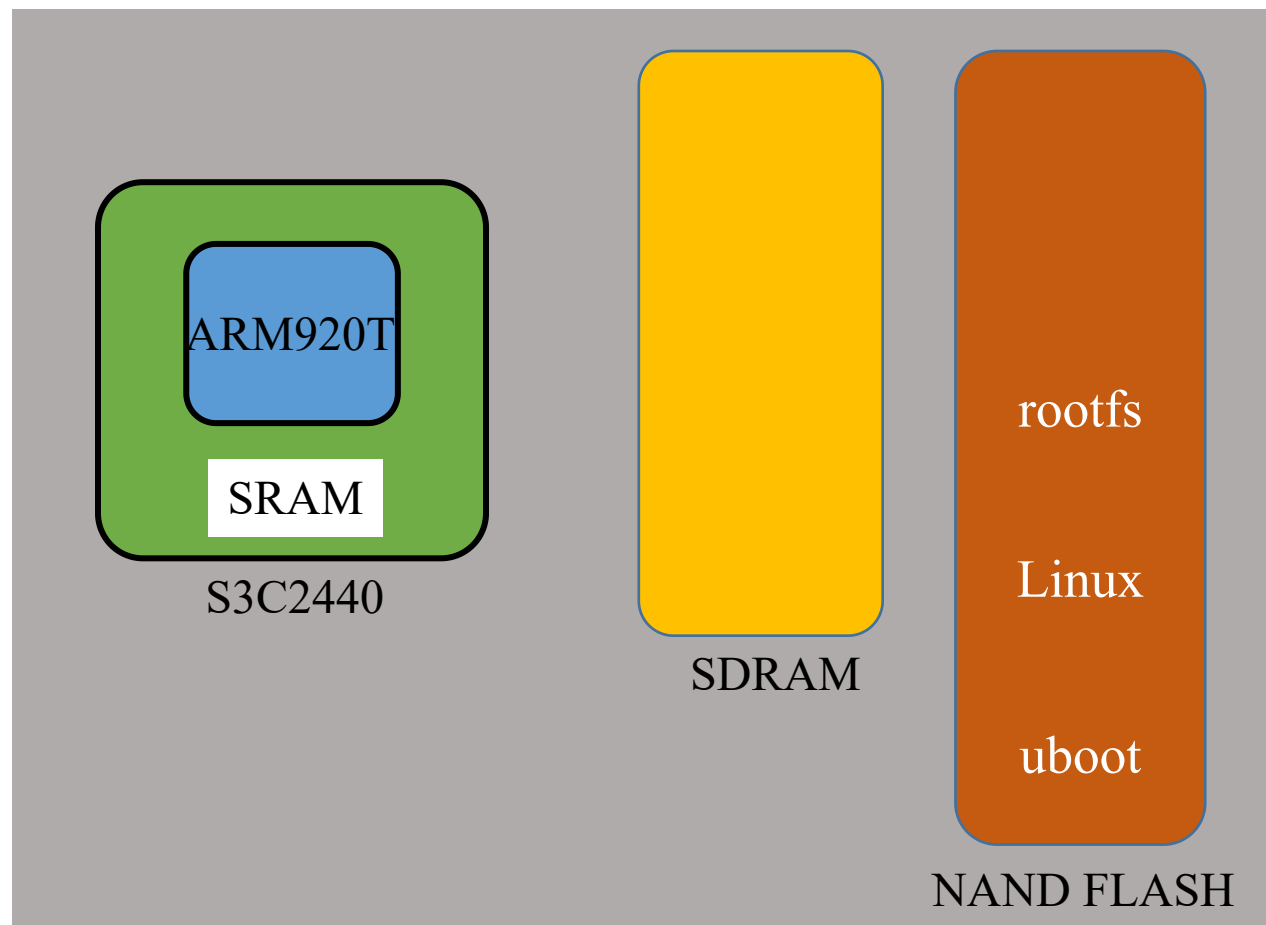 ARM920T
SRAM
S3C2440
SDRAM
rootfs
Linux
uboot
NAND FLASH